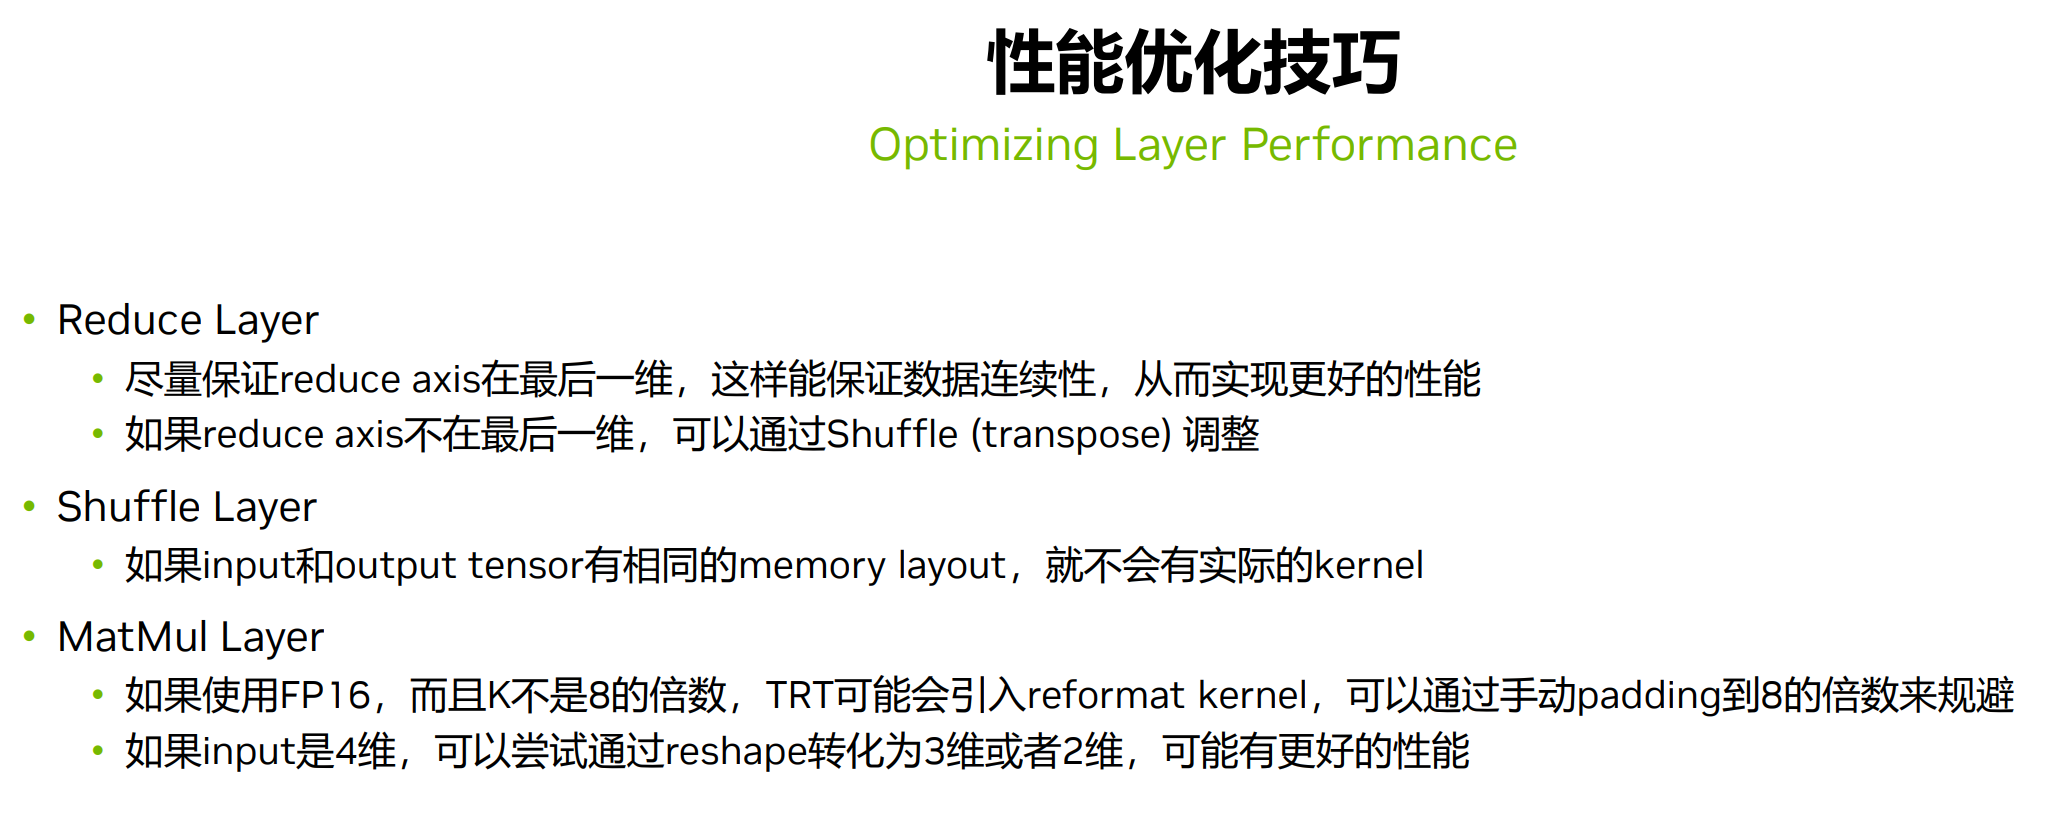 性能优化技巧
Optimizing Layer Performance
• Reduce Layer
• 尽量保证reduce axis在最后一维，这样能保证数据连续性，从而实现更好的性能
• 如果reduce axis不在最后一维，可以通过Shuffle (transpose) 调整
• Shuffle Layer
• 如果input和output tensor有相同的memory layout，就不会有实际的kernel
• MatMul Layer
• 如果使用FP16，而且K不是8的倍数，TRT可能会引入reformat kernel，可以通过手动padding到8的倍数来规避
• 如果input是4维，可以尝试通过reshape转化为3维或者2维，可能有更好的性能